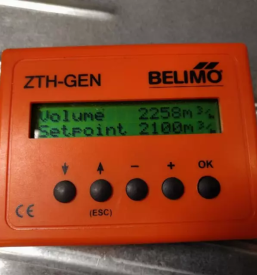 ZTH-GEN BELIMO
Volume 2258m³/h
Setpoint 2100m³/h
↓ ↑ − + OK
(ESC)
CE